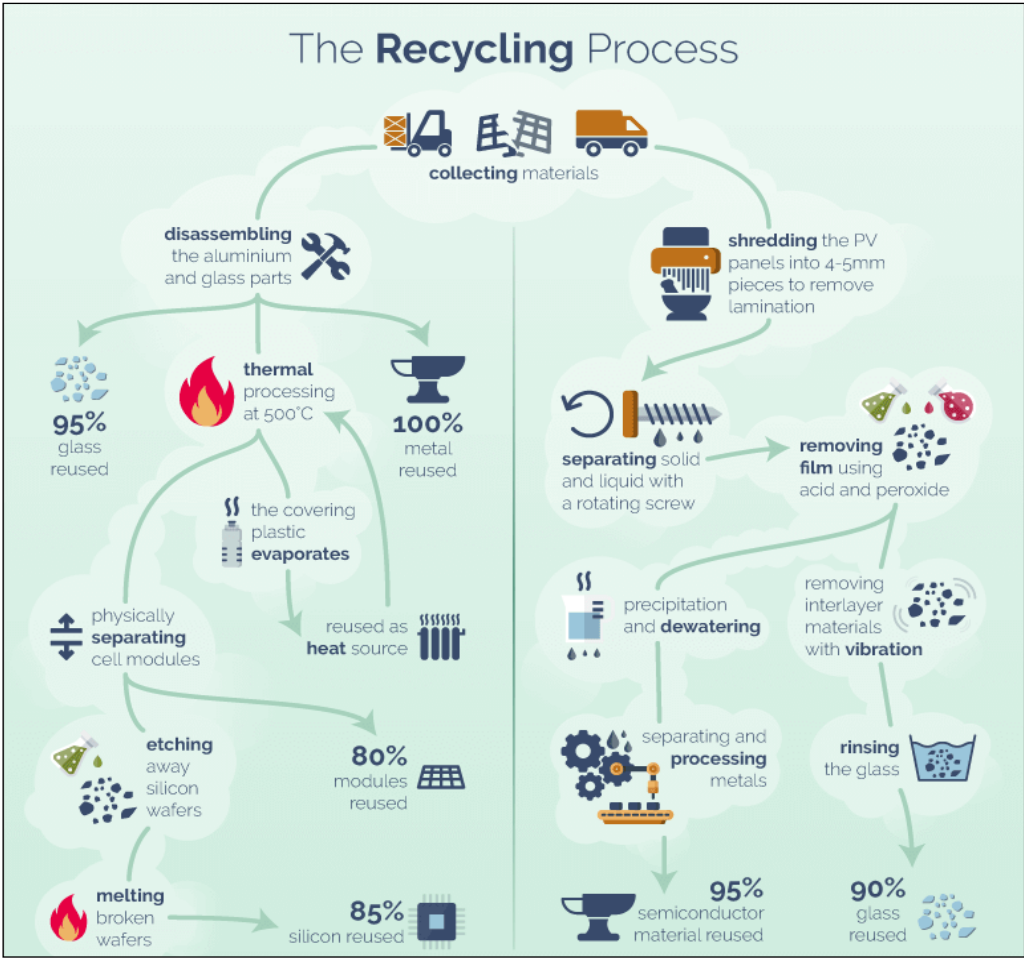 The Recycling Process
collecting materials
disassembling
the aluminium
and glass parts
95%
glass
reused
thermal
processing
at 500°C
100%
metal
reused
the covering
plastic
evaporates
reused as
heat source
physically
separating
cell modules
80%
modules
reused
etching
away
silicon
wafers
melting
broken
wafers
85%
silicon reused
shredding the PV
panels into 4-5mm
pieces to remove
lamination
separating solid
and liquid with
a rotating screw
removing
film using
acid and peroxide
precipitation
and dewatering
removing
interlayer
materials
with vibration
separating and
processing
metals
rinsing
the glass
95%
semiconductor
material reused
90%
glass
reused